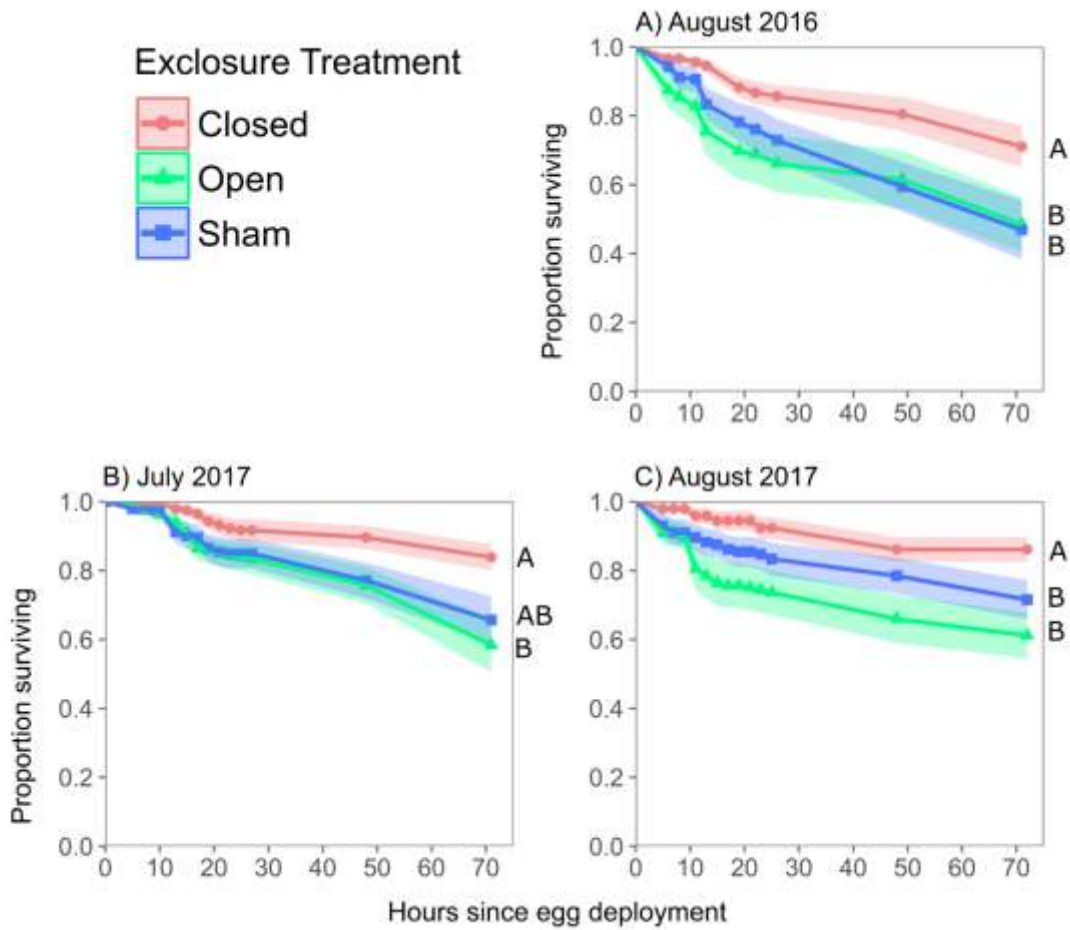 Exclosure Treatment
Closed
Open
Sham
A) August 2016
Proportion surviving
1.0
0.8
0.6
0.4
0.2
0.0
0 10 20 30 40 50 60 70
A
B
B
B) July 2017
Proportion surviving
1.0
0.8
0.6
0.4
0.2
0.0
0 10 20 30 40 50 60 70
A
AB
B
C) August 2017
1.0
0.8
0.6
0.4
0.2
0.0
0 10 20 30 40 50 60 70
A
B
B
Hours since egg deployment